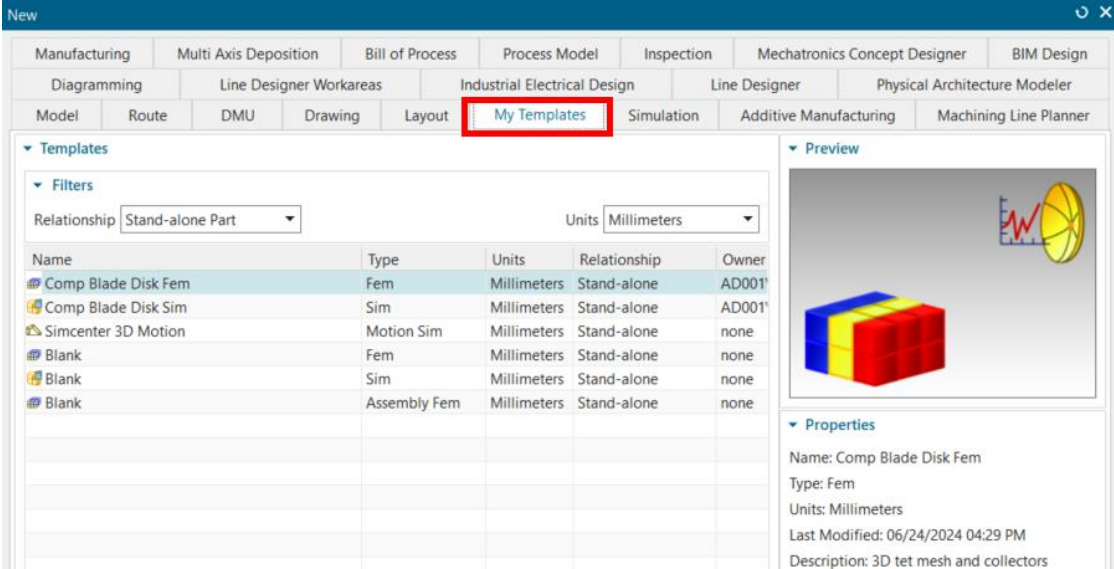 New
Manufacturing Multi Axis Deposition Bill of Process Process Model Inspection Mechatronics Concept Designer BIM Design
Diagramming Line Designer Workareas Industrial Electrical Design Line Designer Physical Architecture Modeler
Model Route DMU Drawing Layout My Templates Simulation Additive Manufacturing Machining Line Planner
Templates
Filters
Relationship Stand-alone Part Units Millimeters
Name Type Units Relationship Owner
Comp Blade Disk Fem Fem Millimeters Stand-alone AD001
Comp Blade Disk Sim Sim Millimeters Stand-alone AD001
Simcenter 3D Motion Motion Sim Millimeters Stand-alone none
Blank Fem Millimeters Stand-alone none
Blank Sim Millimeters Stand-alone none
Blank Assembly Fem Millimeters Stand-alone none
Preview
Properties
Name: Comp Blade Disk Fem
Type: Fem
Units: Millimeters
Last Modified: 06/24/2024 04:29 PM
Description: 3D tet mesh and collectors